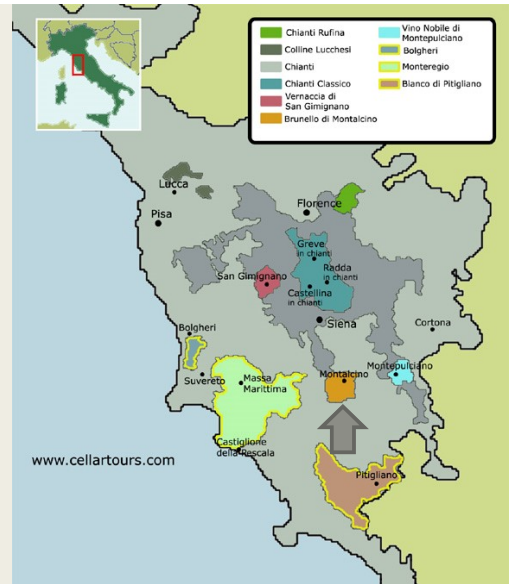 Chianti Rufina
Colline Lucchesi
Chianti
Chianti Classico
Vernaccia di
San Gimignano
Brunello di Montalcino
Vino Nobile di
Montepulciano
Bolgheri
Monteregio
Bianco di Pitigliano
Lucca
Pisa
Florence
Greve
in chianti
Radda
in chianti
San Gimignano
Castellina
in chianti
Siena
Bolgheri
Cortona
Suvereto
Massa
Marittima
Montalcino
Montepulciano
Castiglione
della Pescala
Pitigliano
www.cellartours.com